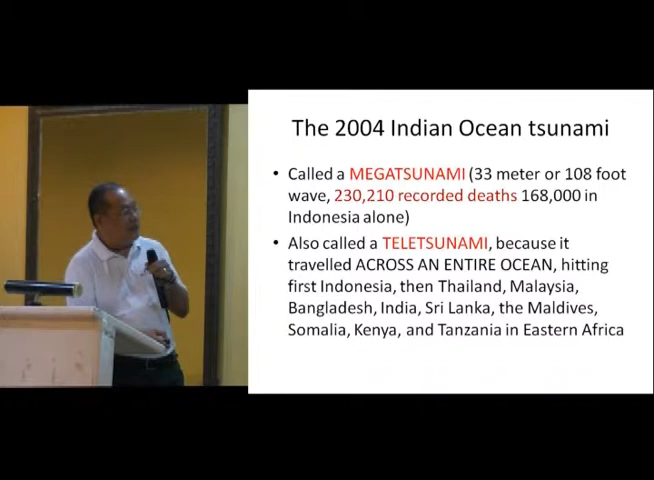 The 2004 Indian Ocean tsunami
• Called a MEGATSUNAMI (33 meter or 108 foot
wave, 230,210 recorded deaths 168,000 in
Indonesia alone)
• Also called a TELETSUNAMI, because it
travelled ACROSS AN ENTIRE OCEAN, hitting
first Indonesia, then Thailand, Malaysia,
Bangladesh, India, Sri Lanka, the Maldives,
Somalia, Kenya, and Tanzania in Eastern Africa